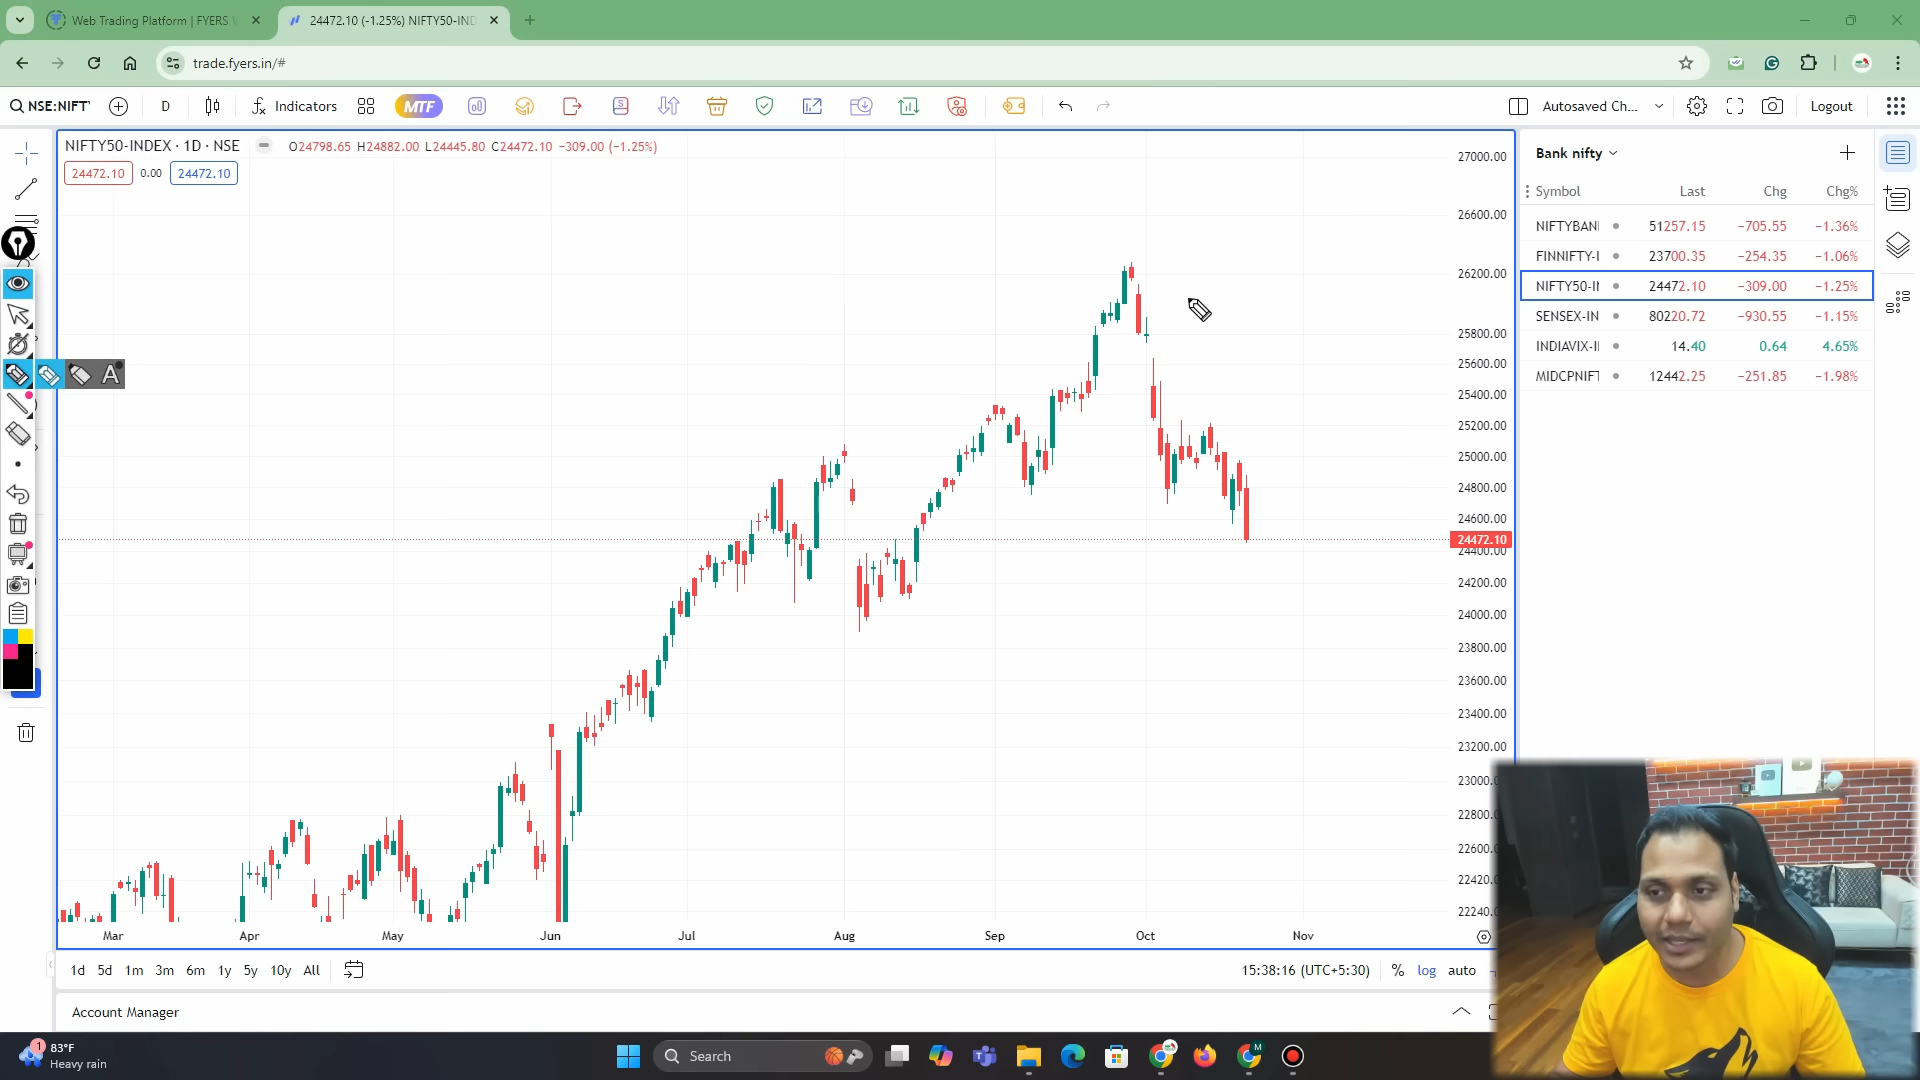 Web Trading Platform | FYERS
24472.10 (-1.25%) NIFTY50-IND
trade.fyers.in/#
NSE:NIFTY
D
Indicators
MTF
Autosaved Ch...
Logout
NIFTY50-INDEX · 1D · NSE
O24798.65 H24882.00 L24445.80 C24472.10 −309.00 (−1.25%)
24472.10 0.00 24472.10
A
27000.00
26600.00
26200.00
25800.00
25600.00
25400.00
25200.00
25000.00
24800.00
24600.00
24472.10
24400.00
24200.00
24000.00
23800.00
23600.00
23400.00
23200.00
23000.
22800.
22600.
22420.
22240.
Mar Apr May Jun Jul Aug Sep Oct Nov
1d 5d 1m 3m 6m 1y 5y 10y All
15:38:16 (UTC+5:30) % log auto
Account Manager
Bank nifty
Symbol Last Chg Chg%
NIFTYBAN 51257.15 −705.55 −1.36%
FINNIFTY-I 23700.35 −254.35 −1.06%
NIFTY50-IN 24472.10 −309.00 −1.25%
SENSEX-IN 80220.72 −930.55 −1.15%
INDIAVIX-I 14.40 0.64 4.65%
MIDCPNIFT 12442.25 −251.85 −1.98%
1
83°F
Heavy rain
Search
M